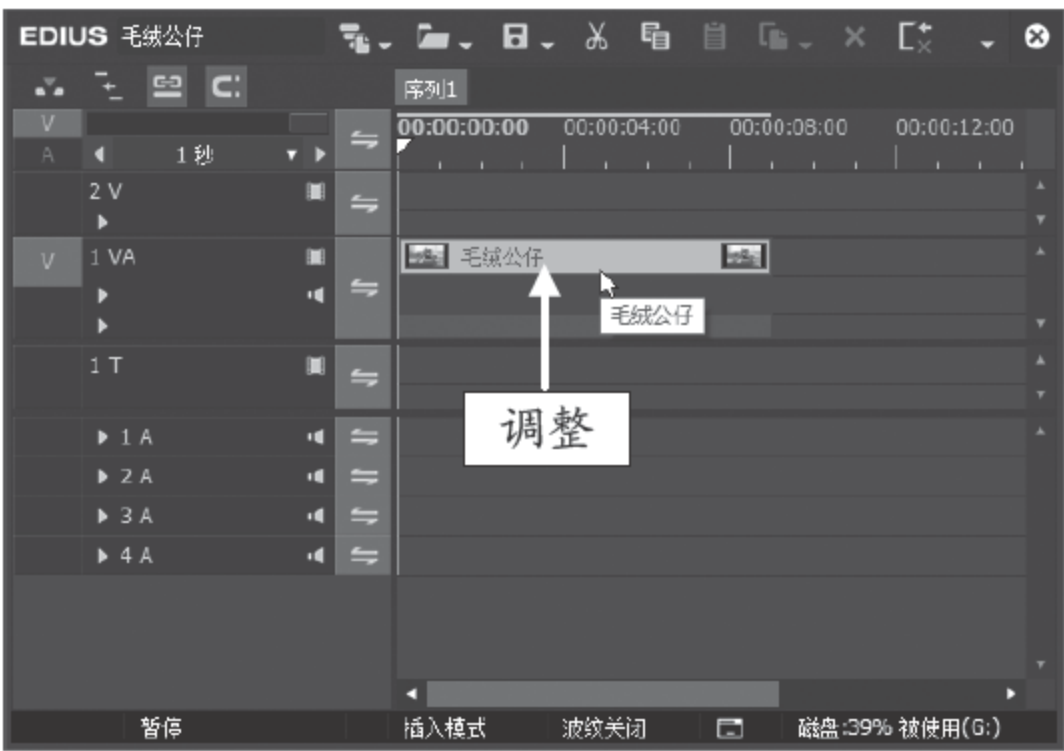 EDIUS 毛绒公仔
序列1
V
00:00:00:00 00:00:04:00 00:00:08:00 00:00:12:00
A 1秒
2 V
V 1 VA 毛绒公仔
毛绒公仔
1 T
调整
1 A
2 A
3 A
4 A
暂停 插入模式 波纹关闭 磁盘:39% 被使用(G:)